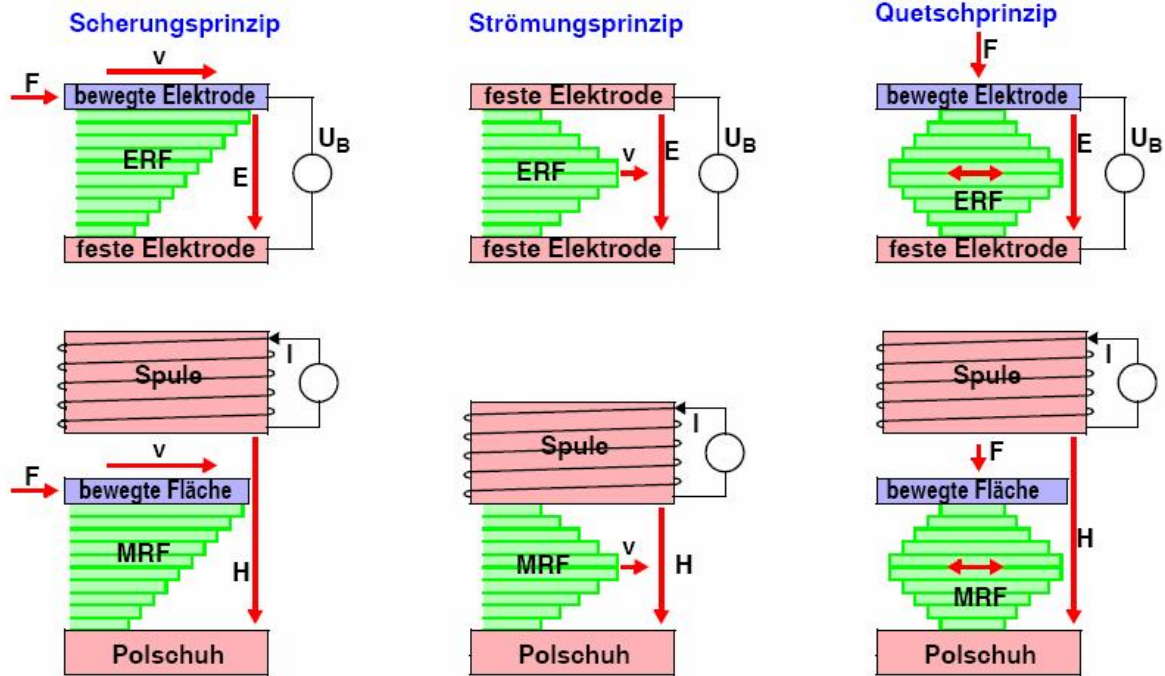 Scherungsprinzip
v
F
bewegte Elektrode
ERF
E
U_B
feste Elektrode
Strömungsprinzip
feste Elektrode
ERF
v
E
U_B
feste Elektrode
Quetschprinzip
F
bewegte Elektrode
ERF
E
U_B
feste Elektrode
Spule
I
v
F
bewegte Fläche
MRF
H
Polschuh
Spule
I
MRF
v
H
Polschuh
Spule
I
F
bewegte Fläche
MRF
H
Polschuh